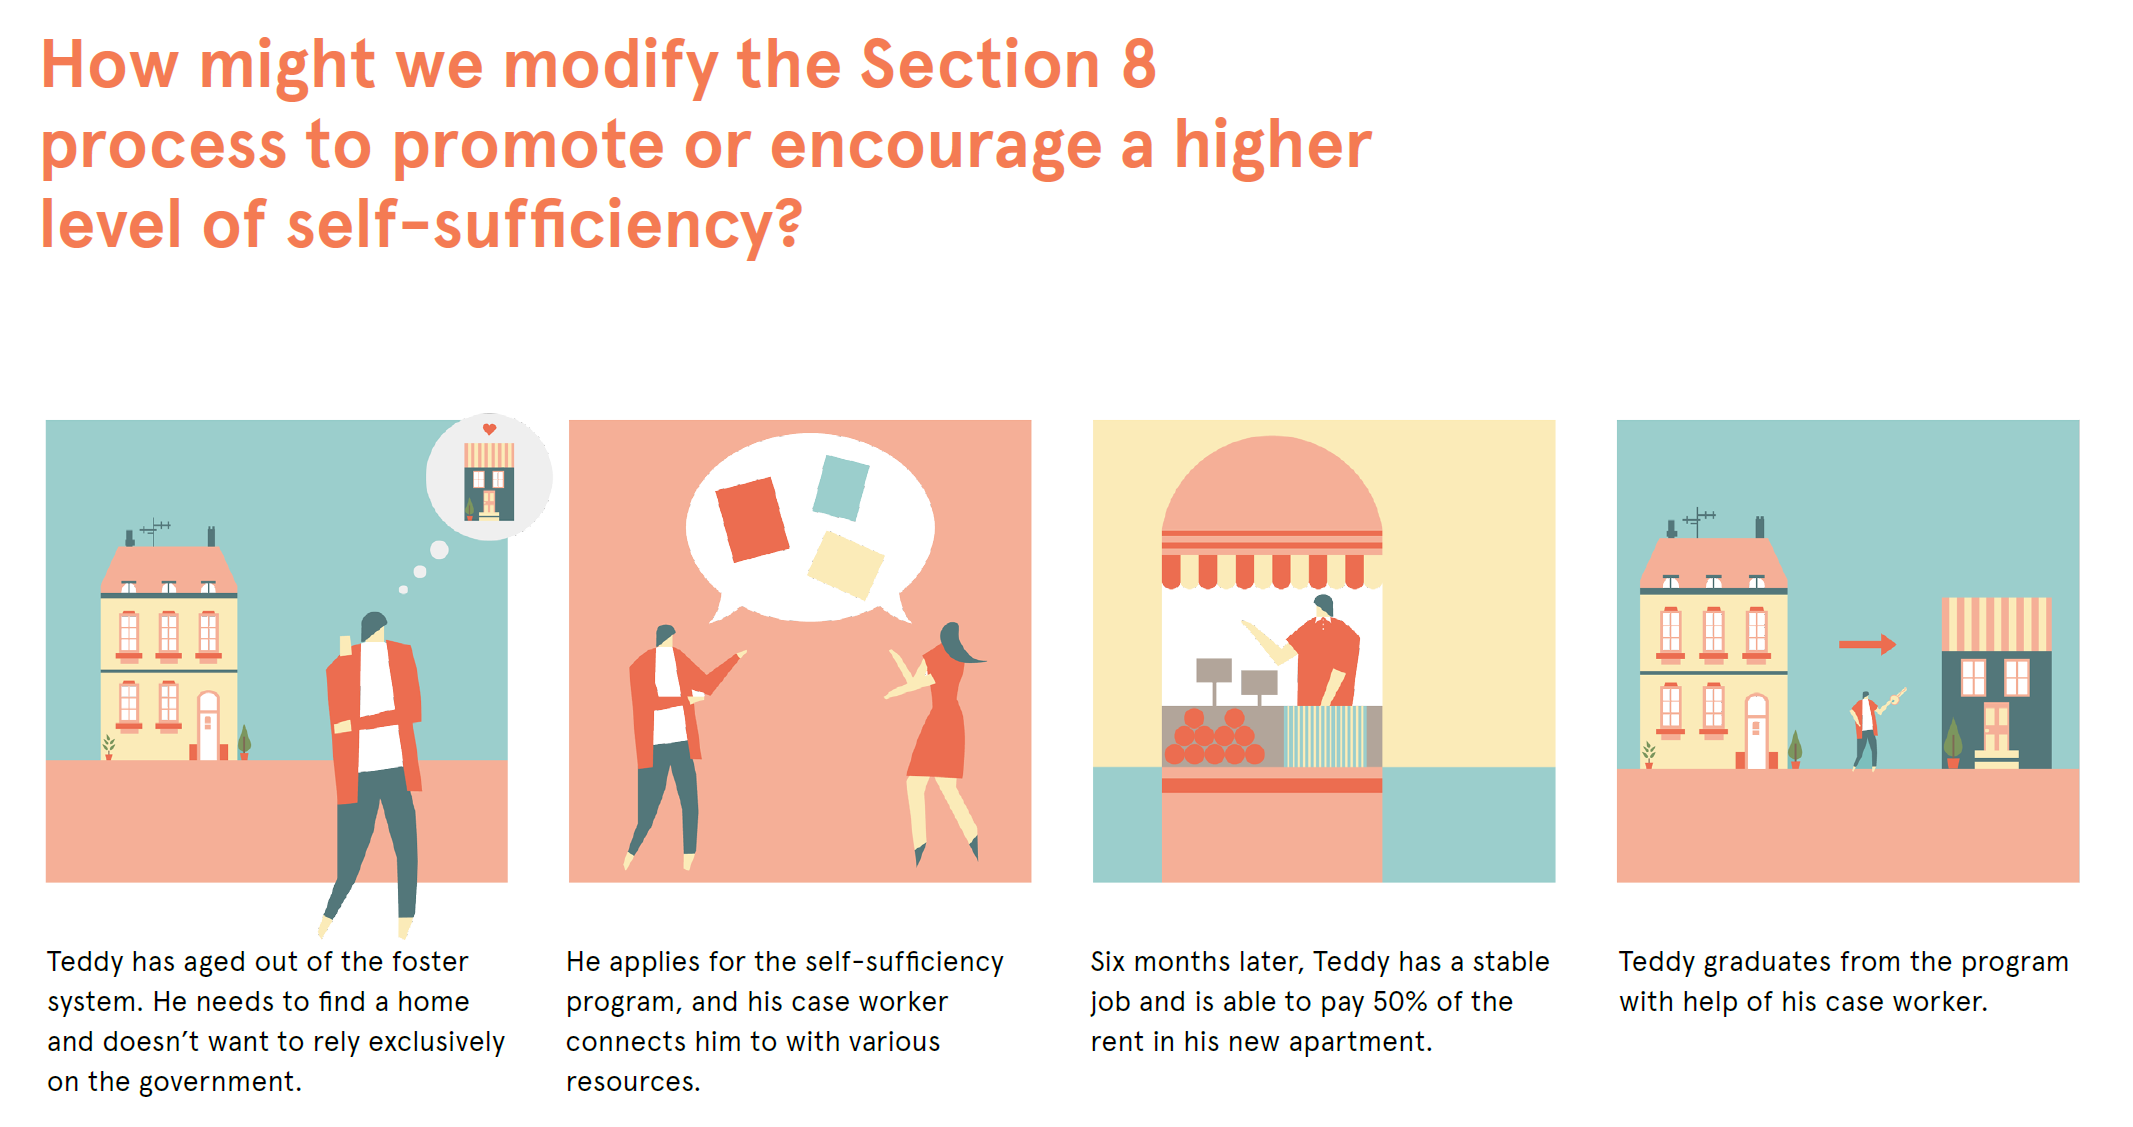 How might we modify the Section 8
process to promote or encourage a higher
level of self-sufficiency?
Teddy has aged out of the foster
system. He needs to find a home
and doesn’t want to rely exclusively
on the government.
He applies for the self-sufficiency
program, and his case worker
connects him to with various
resources.
Six months later, Teddy has a stable
job and is able to pay 50% of the
rent in his new apartment.
Teddy graduates from the program
with help of his case worker.